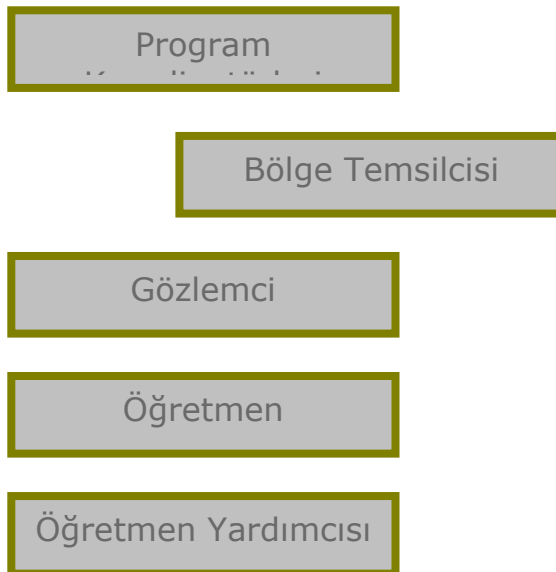 Program
Bölge Temsilcisi
Gözlemci
Öğretmen
Öğretmen Yardımcısı